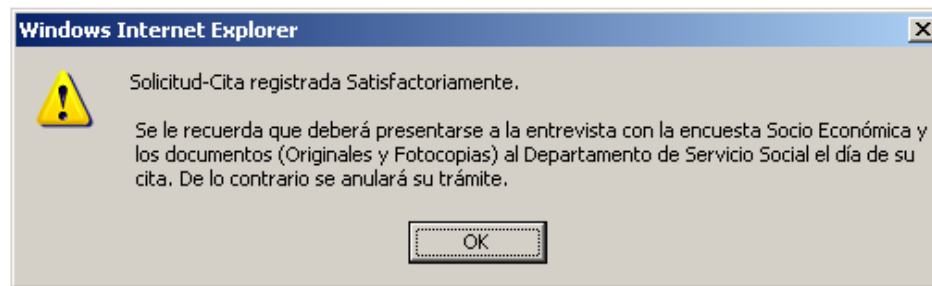 Windows Internet Explorer
Solicitud-Cita registrada Satisfactoriamente.
Se le recuerda que deberá presentarse a la entrevista con la encuesta Socio Económica y
los documentos (Originales y Fotocopias) al Departamento de Servicio Social el día de su
cita. De lo contrario se anulará su trámite.
OK